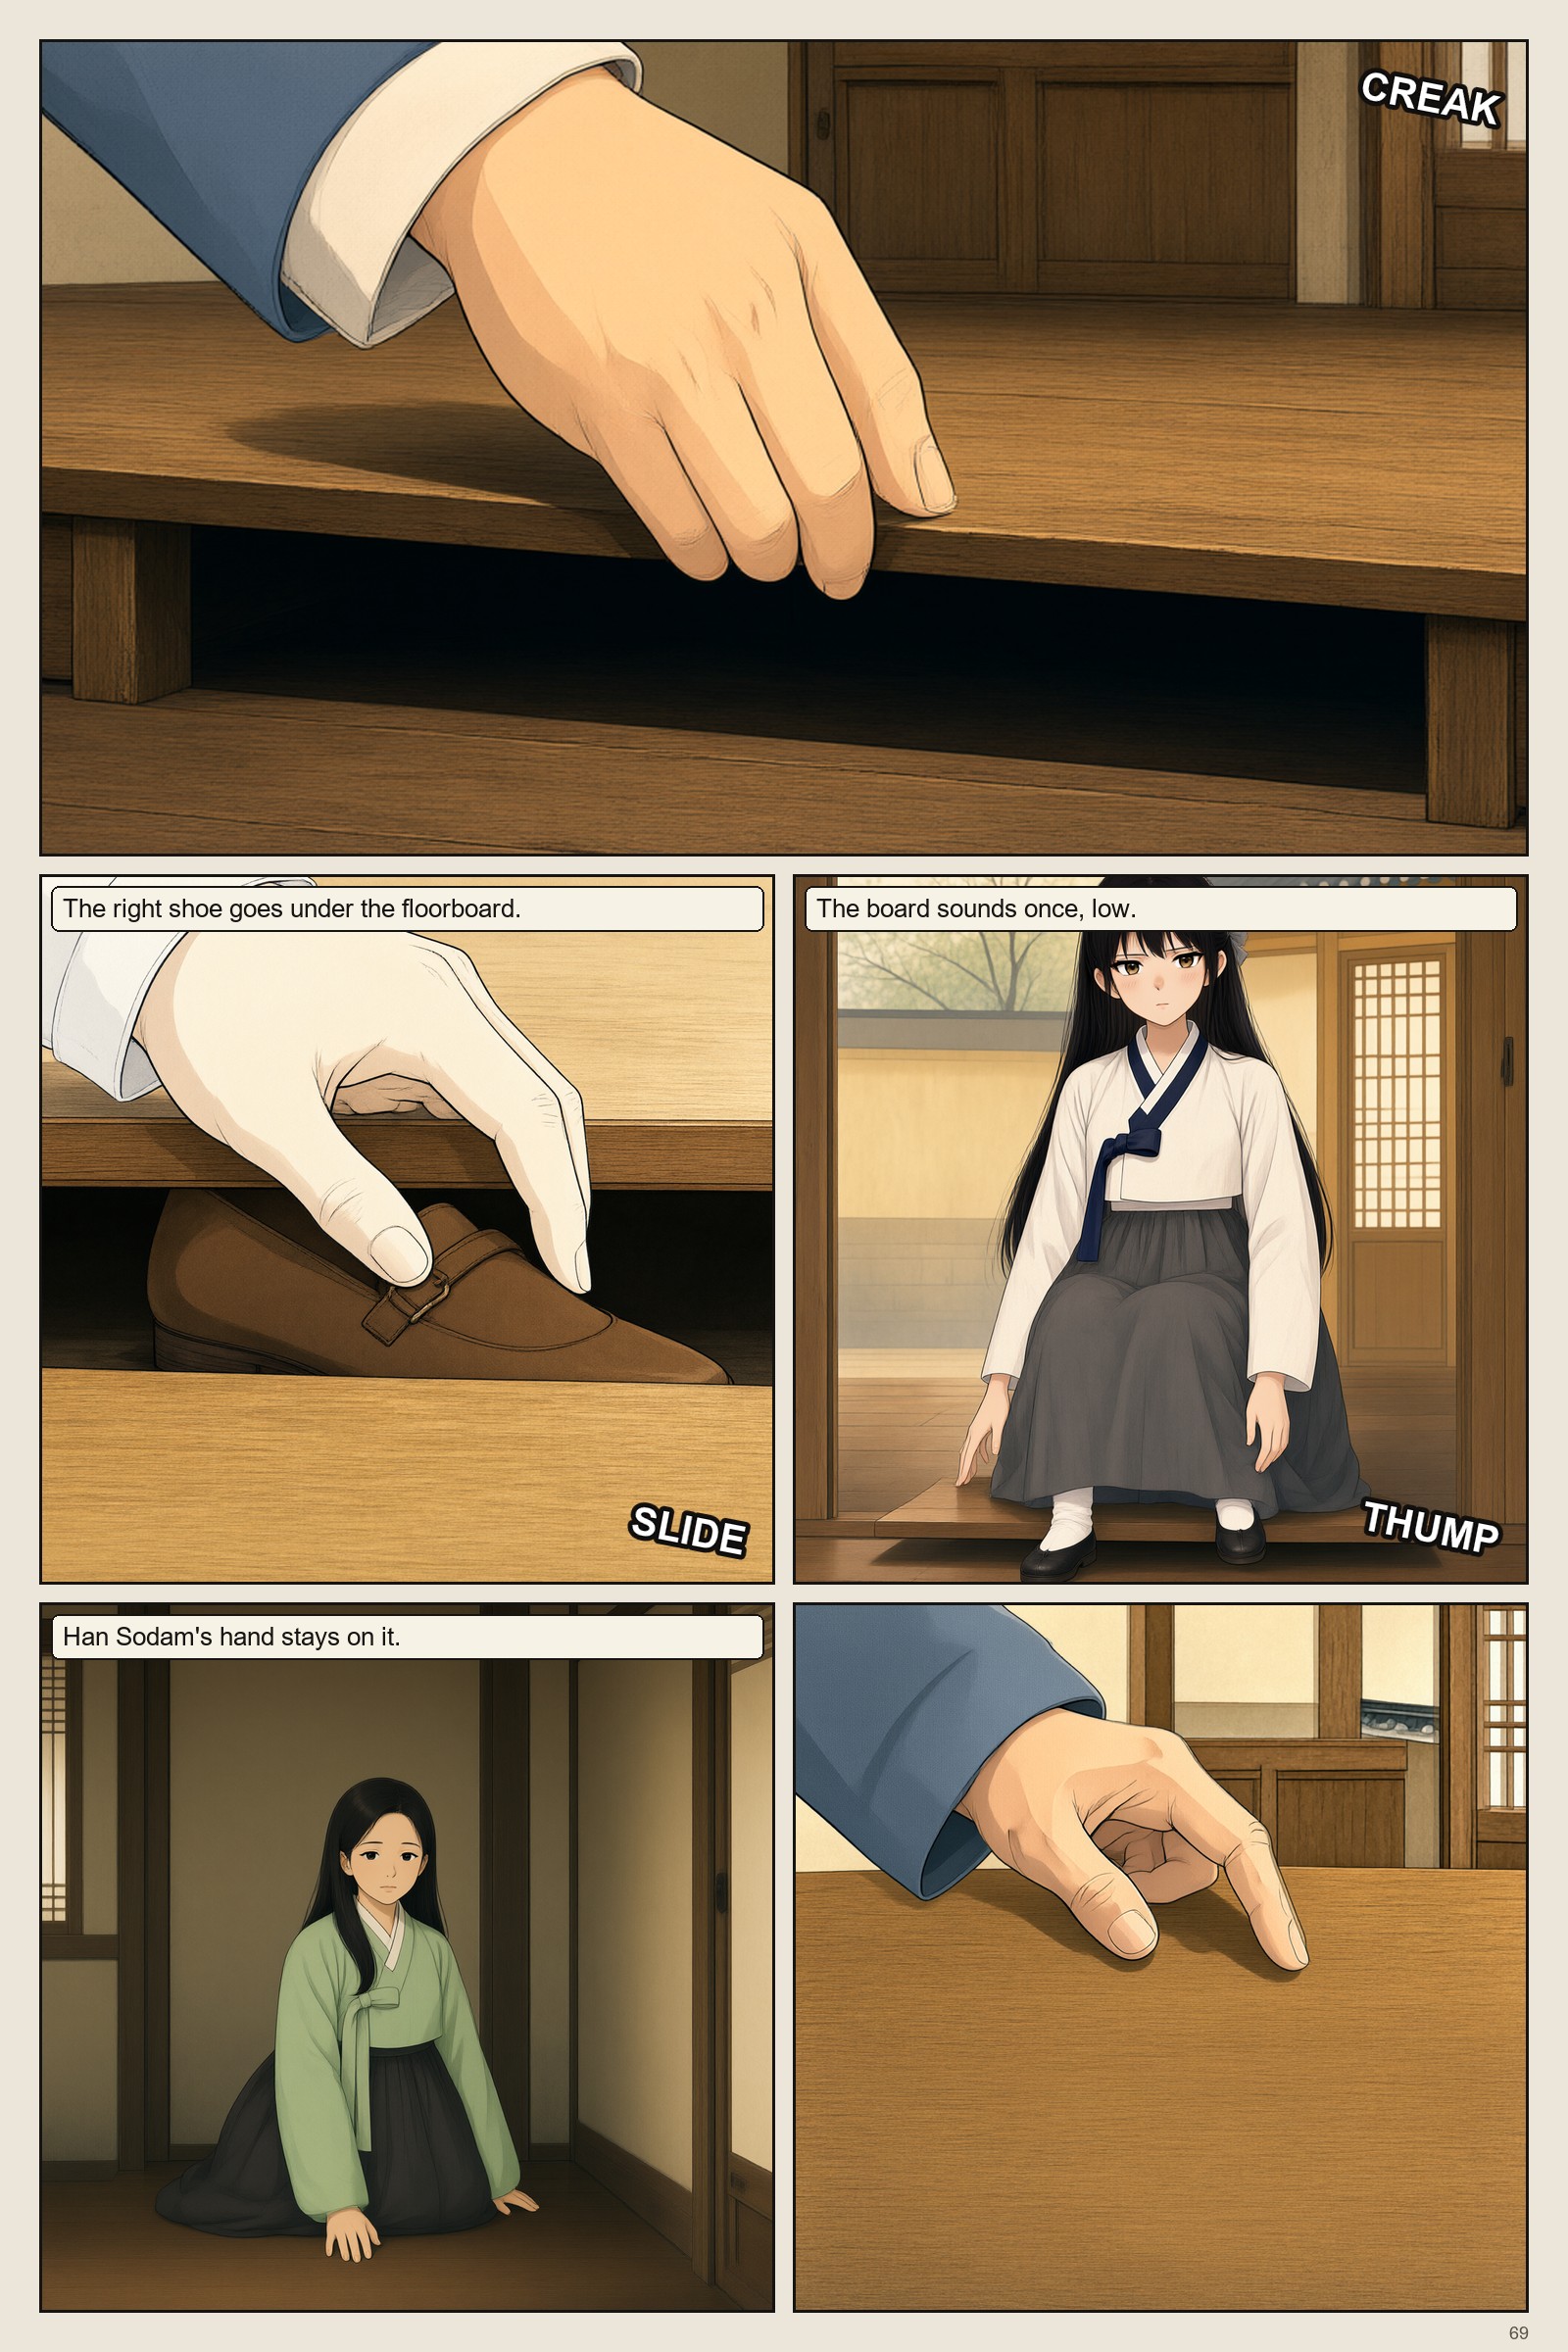 CREAK
The right shoe goes under the floorboard.
SLIDE
The board sounds once, low.
THUMP
Han Sodam's hand stays on it.
69